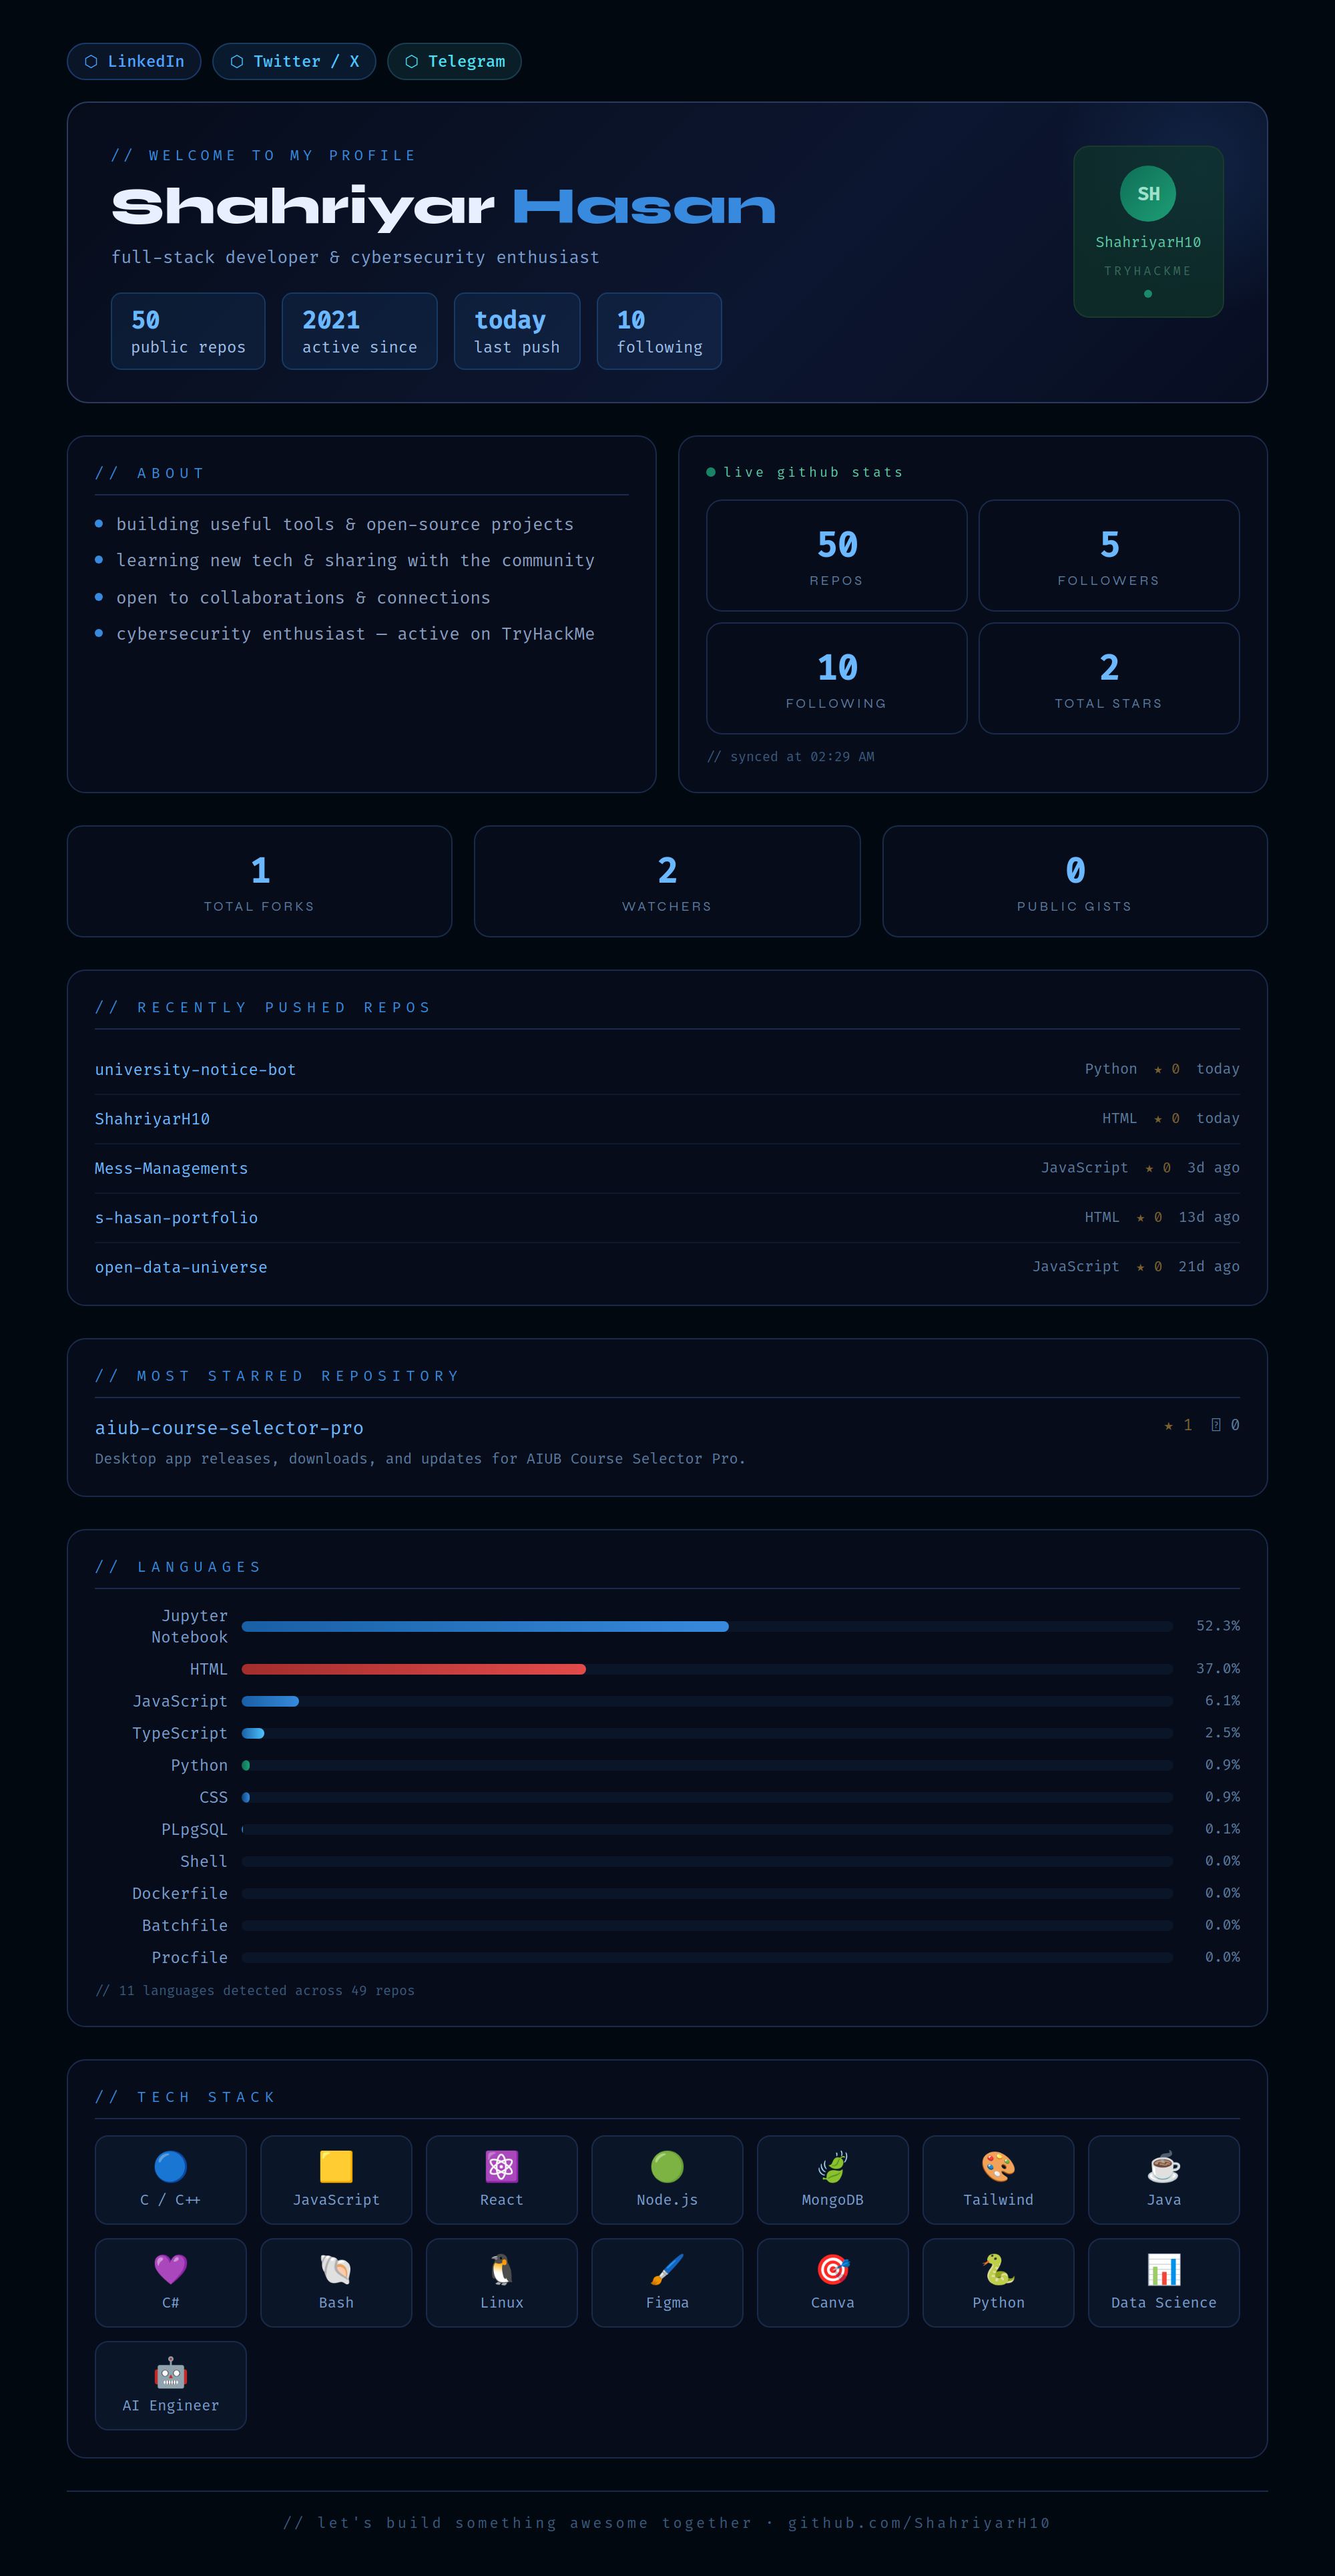 ⬡ LinkedIn ⬡ Twitter / X ⬡ Telegram
// WELCOME TO MY PROFILE
Shahriyar Hasan
full-stack developer & cybersecurity enthusiast
50 2021 today 10
public repos active since last push following
SH
ShahriyarH10
TRYHACKME
// ABOUT
building useful tools & open-source projects
learning new tech & sharing with the community
open to collaborations & connections
cybersecurity enthusiast — active on TryHackMe
live github stats
50 5
REPOS FOLLOWERS
10 2
FOLLOWING TOTAL STARS
// synced at 02:29 AM
1 2 0
TOTAL FORKS WATCHERS PUBLIC GISTS
// RECENTLY PUSHED REPOS
university-notice-bot Python ★ 0 today
ShahriyarH10 HTML ★ 0 today
Mess-Managements JavaScript ★ 0 3d ago
s-hasan-portfolio HTML ★ 0 13d ago
open-data-universe JavaScript ★ 0 21d ago
// MOST STARRED REPOSITORY
aiub-course-selector-pro ★ 1 0
Desktop app releases, downloads, and updates for AIUB Course Selector Pro.
// LANGUAGES
Jupyter
Notebook 52.3%
HTML 37.0%
JavaScript 6.1%
TypeScript 2.5%
Python 0.9%
CSS 0.9%
PLpgSQL 0.1%
Shell 0.0%
Dockerfile 0.0%
Batchfile 0.0%
Procfile 0.0%
// 11 languages detected across 49 repos
// TECH STACK
C / C++ JavaScript React Node.js MongoDB Tailwind Java
C# Bash Linux Figma Canva Python Data Science
AI Engineer
// let's build something awesome together · github.com/ShahriyarH10